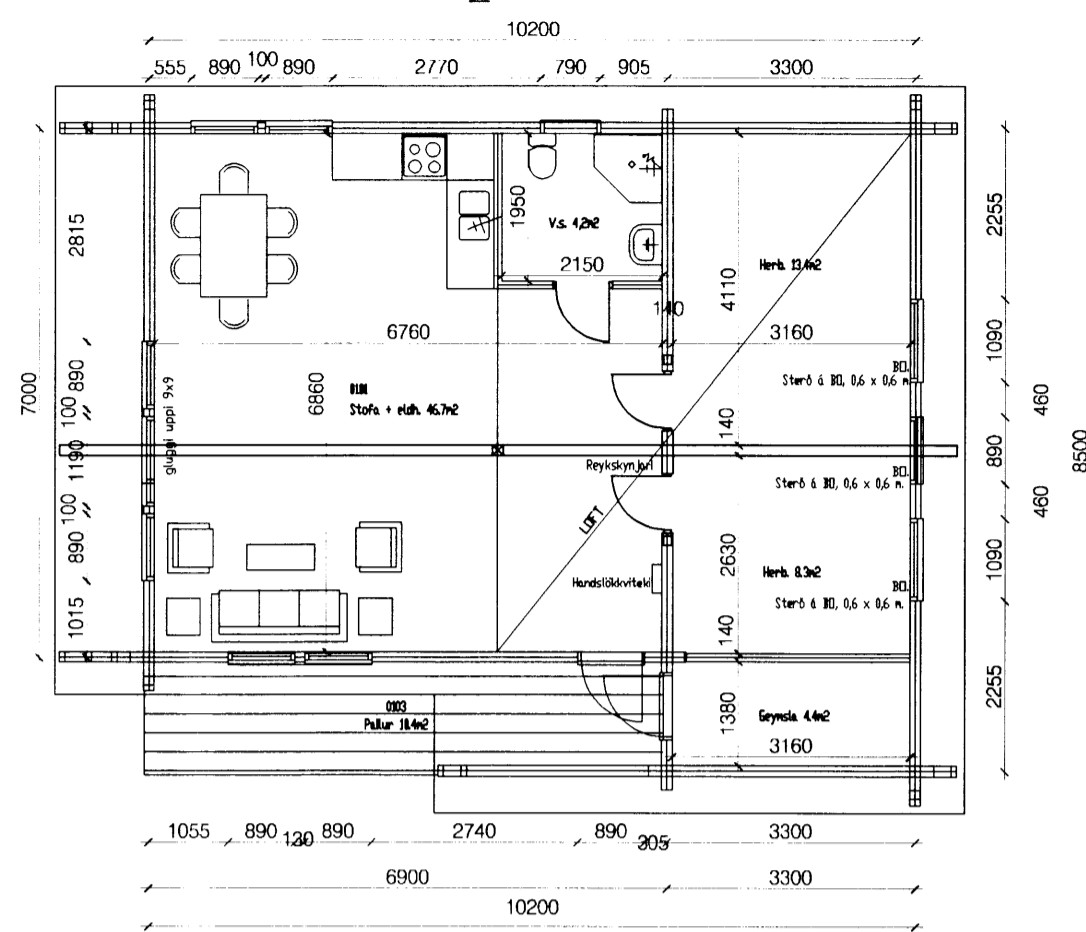 10200
555 890 100 890 2770 790 905 3300
2815
890
100
1190
100
890
1015
7000
gluggi uppi 9x9
1950
V.s. 4,2m2
2150
140
6760
6860
0101
Stofa + eldh. 46.7m2
Herb. 13.4m2
4110
3160
BO.
Sterð á BO, 0,6 x 0,6 m
140
Reykskynjari
BO.
Sterð á BO, 0,6 x 0,6 m.
LOFT
Handslökkvitæki
2630
Herb. 8.3m2
BO.
Sterð á BO, 0,6 x 0,6 m.
140
0103
Pallur 10.4m2
1380
Geymsla 4.4m2
3160
2255
1090
460
890
460
1090
2255
8500
1055 890 130 890 2740 890 305 3300
6900 3300
10200